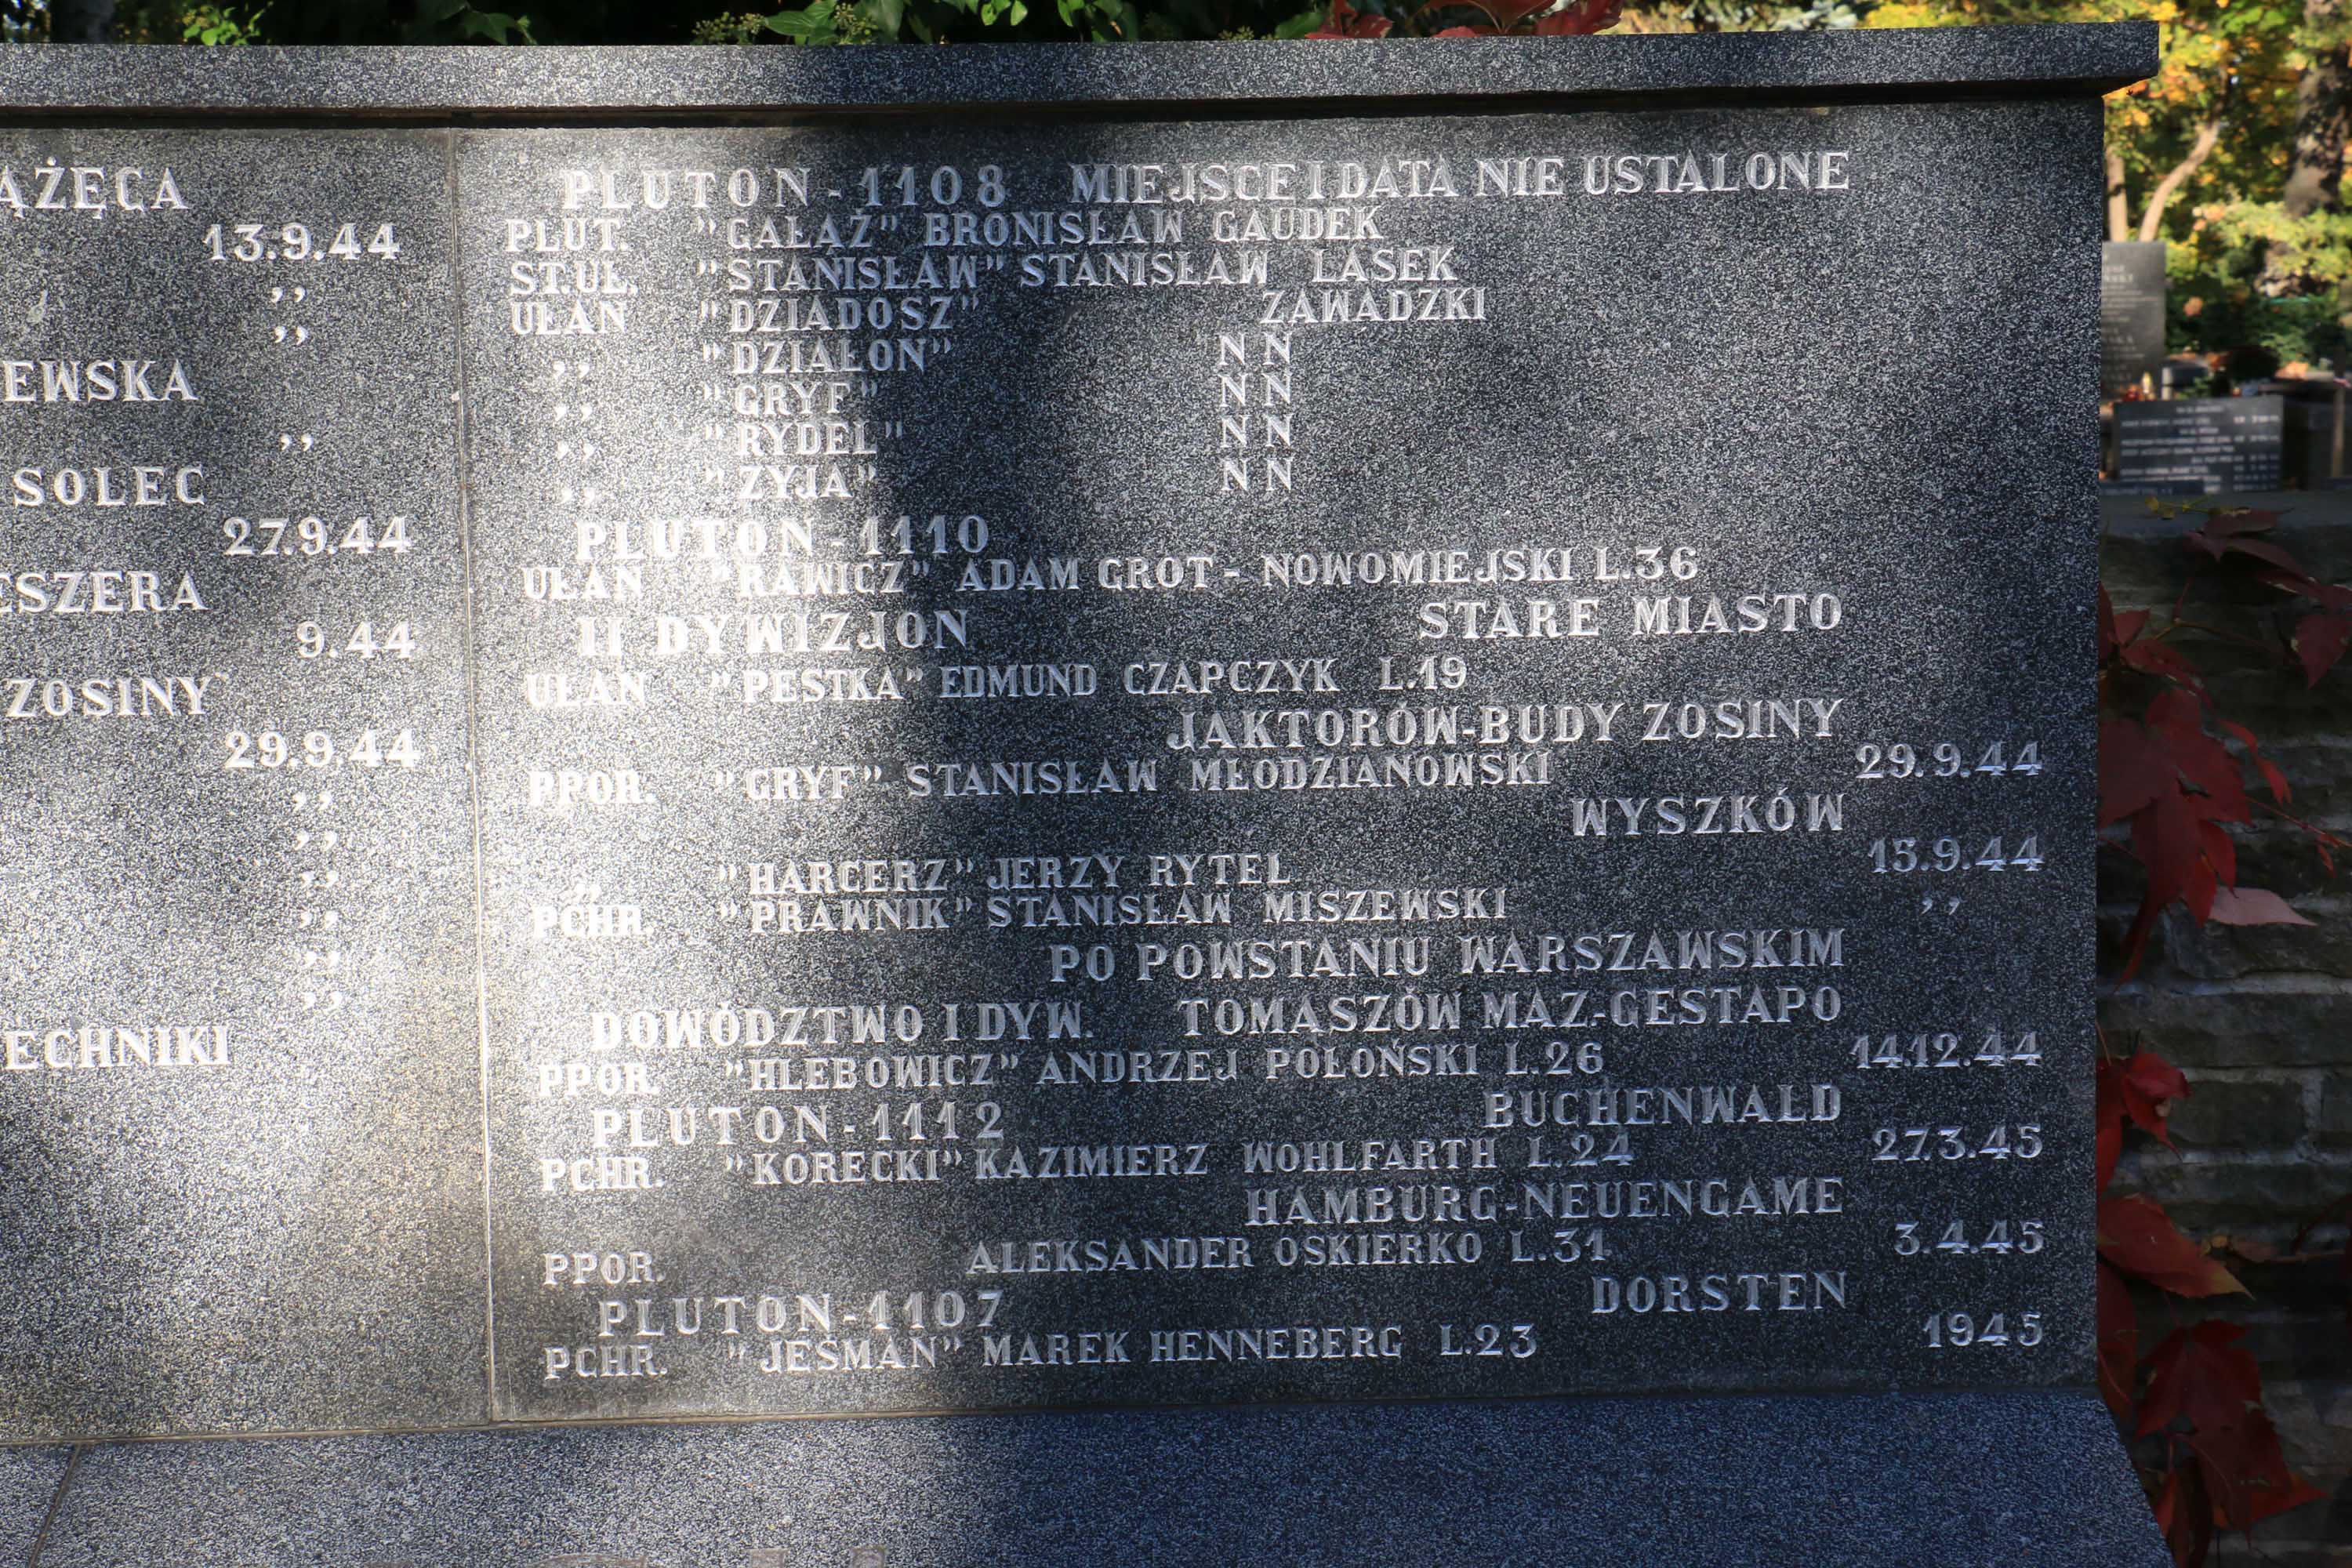 ĄŻĘCA
13.9.44
,,
,,
EWSKA
,,
SOLEC
27.9.44
ESZERA
9.44
ZOSINY
29.9.44
,,
,,
,,
,,
,,
,,
ECHNIKI
PLUTON-1108 MIEJSCE I DATA NIE USTALONE
PLUT. "GAŁĄŹ" BRONISŁAW GAUDEK
ST.UŁ. "STANISŁAW" STANISŁAW LASEK
UŁAN "DZIADOSZ" ZAWADZKI
,, "DZIAŁON" N N
,, "GRYF" N N
,, "RYDEL" N N
,, "ZYJA" N N
PLUTON-1110
UŁAN "RAWICZ" ADAM GROT-NOWOMIEJSKI L.36
II DYWIZJON STARE MIASTO
UŁAN "PESTKA" EDMUND CZAPCZYK L.19
JAKTORÓW-BUDY ZOSINY
PPOR. "GRYF" STANISŁAW MŁODZIANOWSKI 29.9.44
WYSZKÓW
,, "HARCERZ" JERZY RYTEL 15.9.44
PCHR. "PRAWNIK" STANISŁAW MISZEWSKI ,,
PO POWSTANIU WARSZAWSKIM
DOWÓDZTWO I DYW. TOMASZÓW MAZ.-GESTAPO
PPOR. "HLEBOWICZ" ANDRZEJ POŁOŃSKI L.26 14.12.44
PLUTON-1112 BUCHENWALD
PCHR. "KORECKI" KAZIMIERZ WOHLFARTH L.24 27.3.45
HAMBURG-NEUENGAME
PPOR. ALEKSANDER OSKIERKO L.31 3.4.45
PLUTON-1107 DORSTEN
PCHR. "JEŚMAN" MAREK HENNEBERG L.23 1945